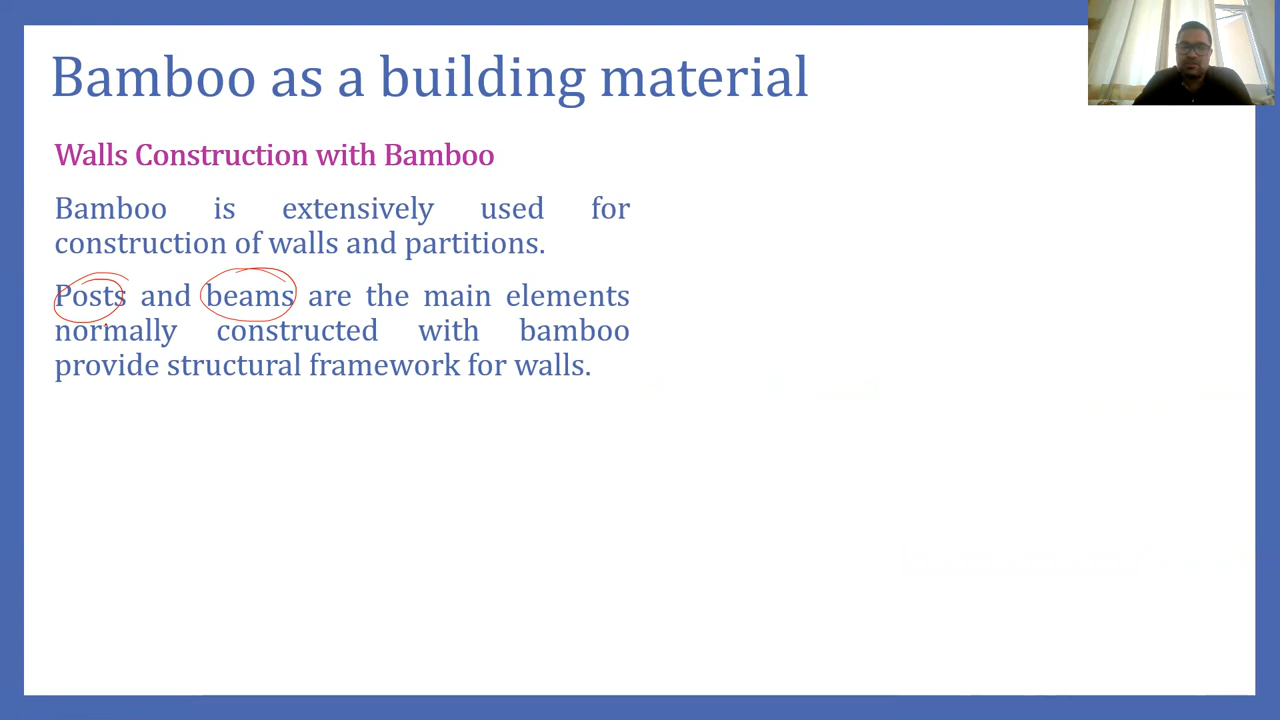 Bamboo as a building material
Walls Construction with Bamboo
Bamboo is extensively used for
construction of walls and partitions.
Posts and beams are the main elements
normally constructed with bamboo
provide structural framework for walls.